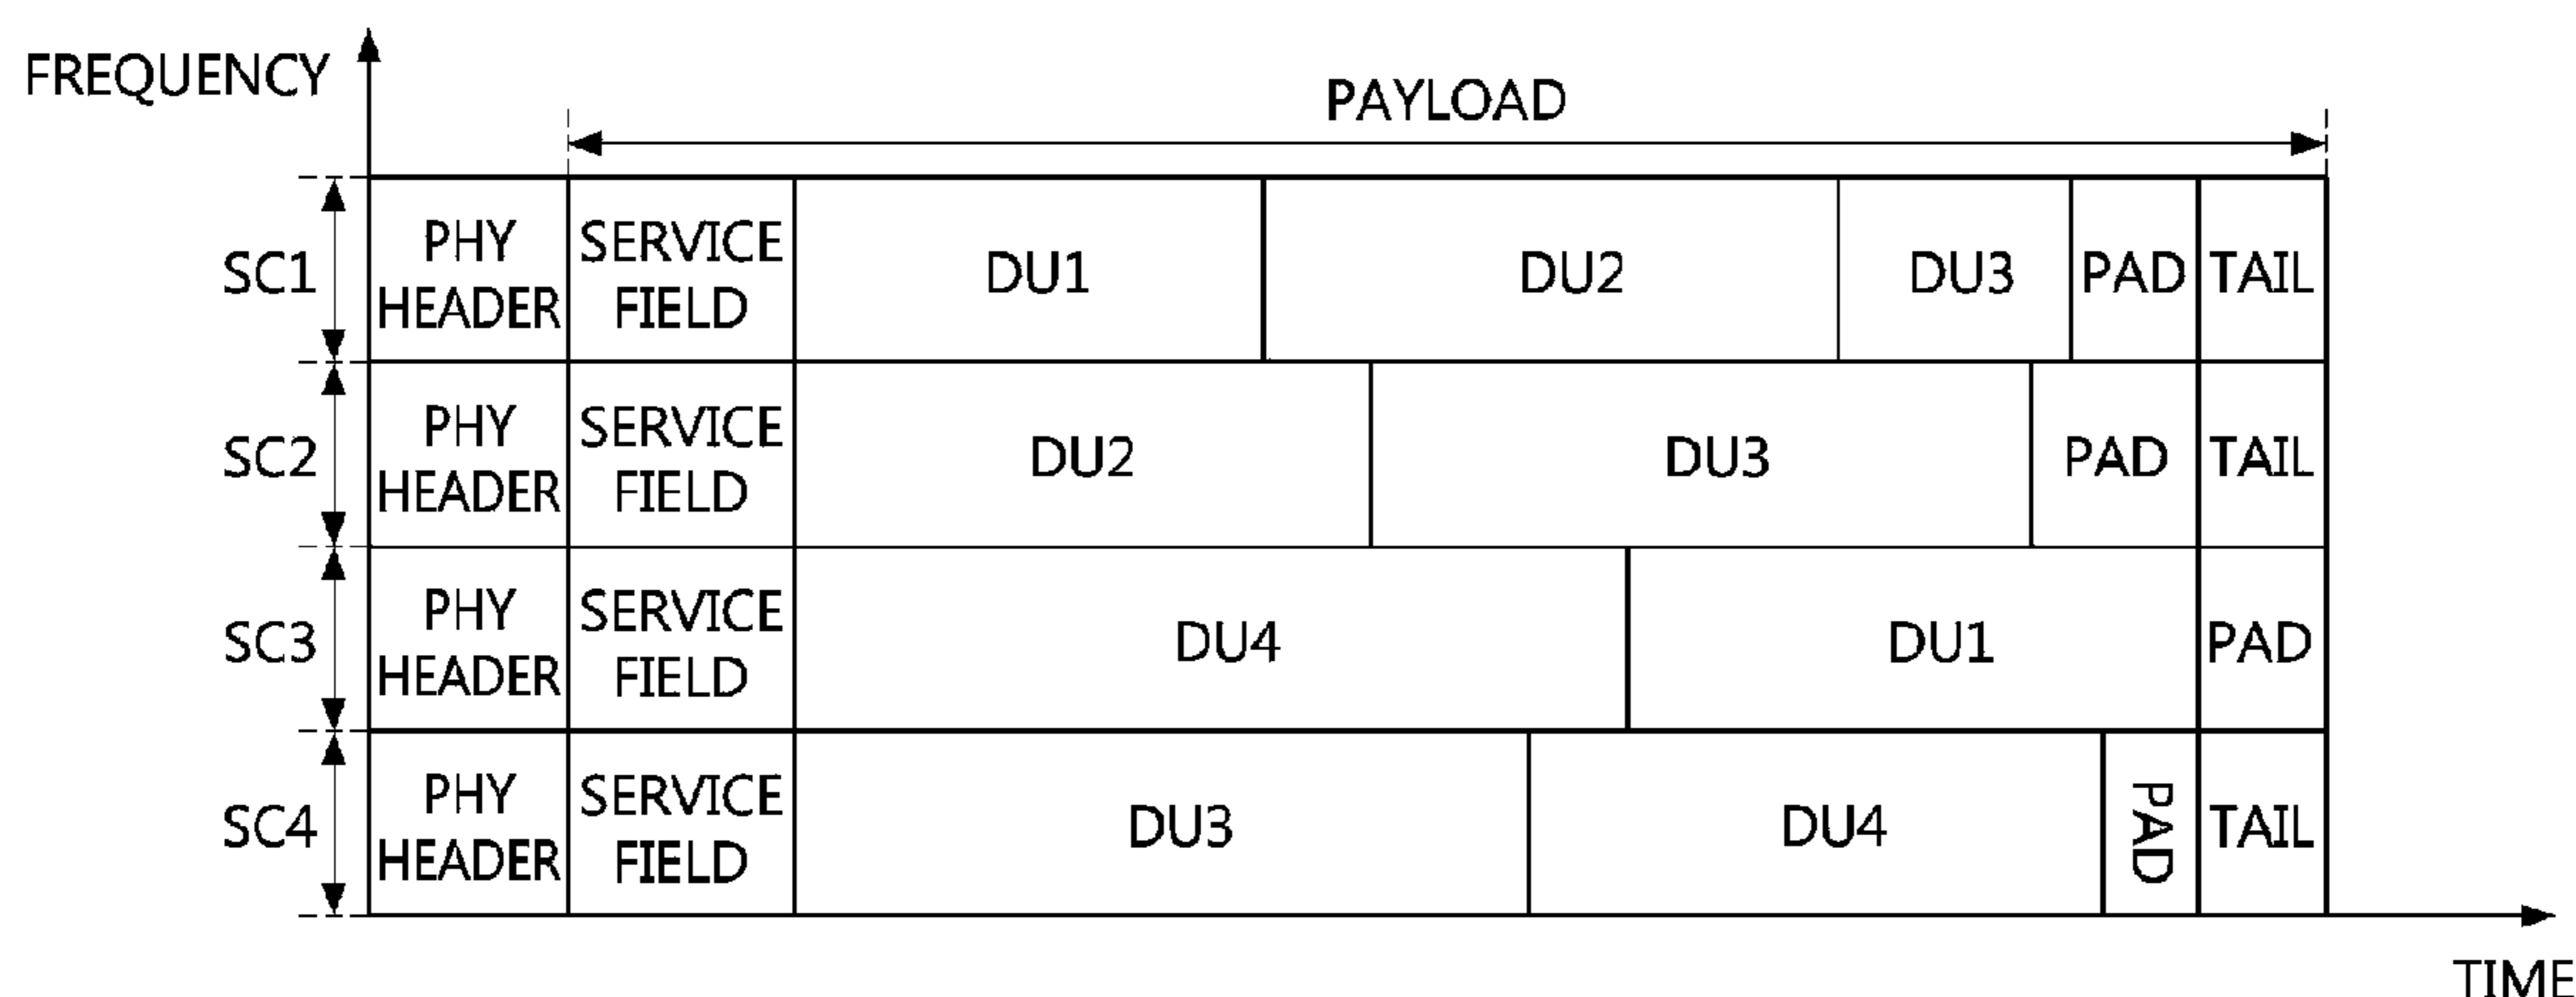 FREQUENCY
PAYLOAD
SC1
PHY
HEADER
SERVICE
FIELD
DU1
DU2
DU3
PAD
TAIL
SC2
PHY
HEADER
SERVICE
FIELD
DU2
DU3
PAD
TAIL
SC3
PHY
HEADER
SERVICE
FIELD
DU4
DU1
PAD
SC4
PHY
HEADER
SERVICE
FIELD
DU3
DU4
PAD
TAIL
TIME